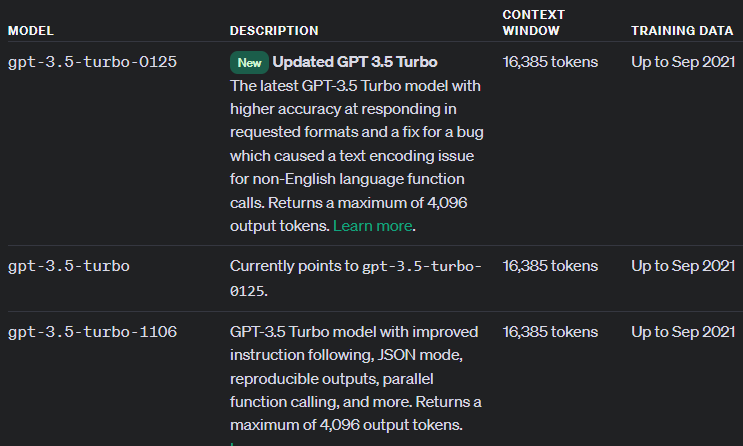 MODEL DESCRIPTION CONTEXT WINDOW TRAINING DATA
gpt-3.5-turbo-0125 New Updated GPT 3.5 Turbo 16,385 tokens Up to Sep 2021
The latest GPT-3.5 Turbo model with
higher accuracy at responding in
requested formats and a fix for a bug
which caused a text encoding issue
for non-English language function
calls. Returns a maximum of 4,096
output tokens. Learn more.
gpt-3.5-turbo Currently points to gpt-3.5-turbo- 16,385 tokens Up to Sep 2021
0125.
gpt-3.5-turbo-1106 GPT-3.5 Turbo model with improved 16,385 tokens Up to Sep 2021
instruction following, JSON mode,
reproducible outputs, parallel
function calling, and more. Returns a
maximum of 4,096 output tokens.